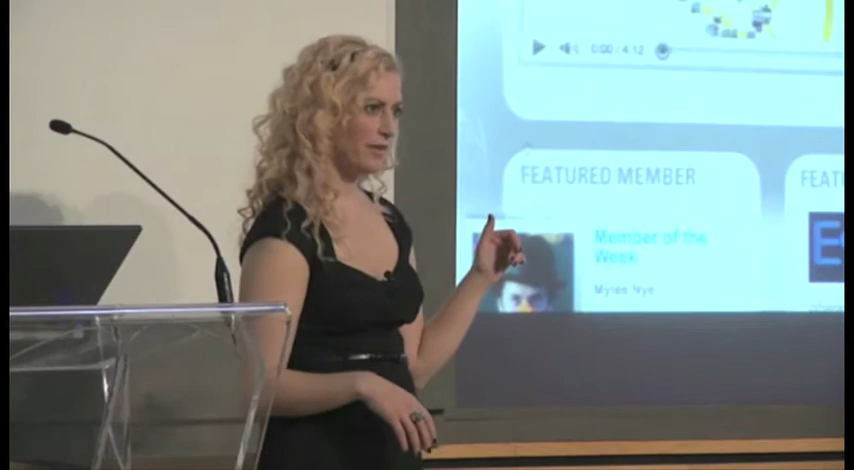 0:00 / 4:12
FEATURED MEMBER
FEAT
Member of the
Week
Myles Nye
E